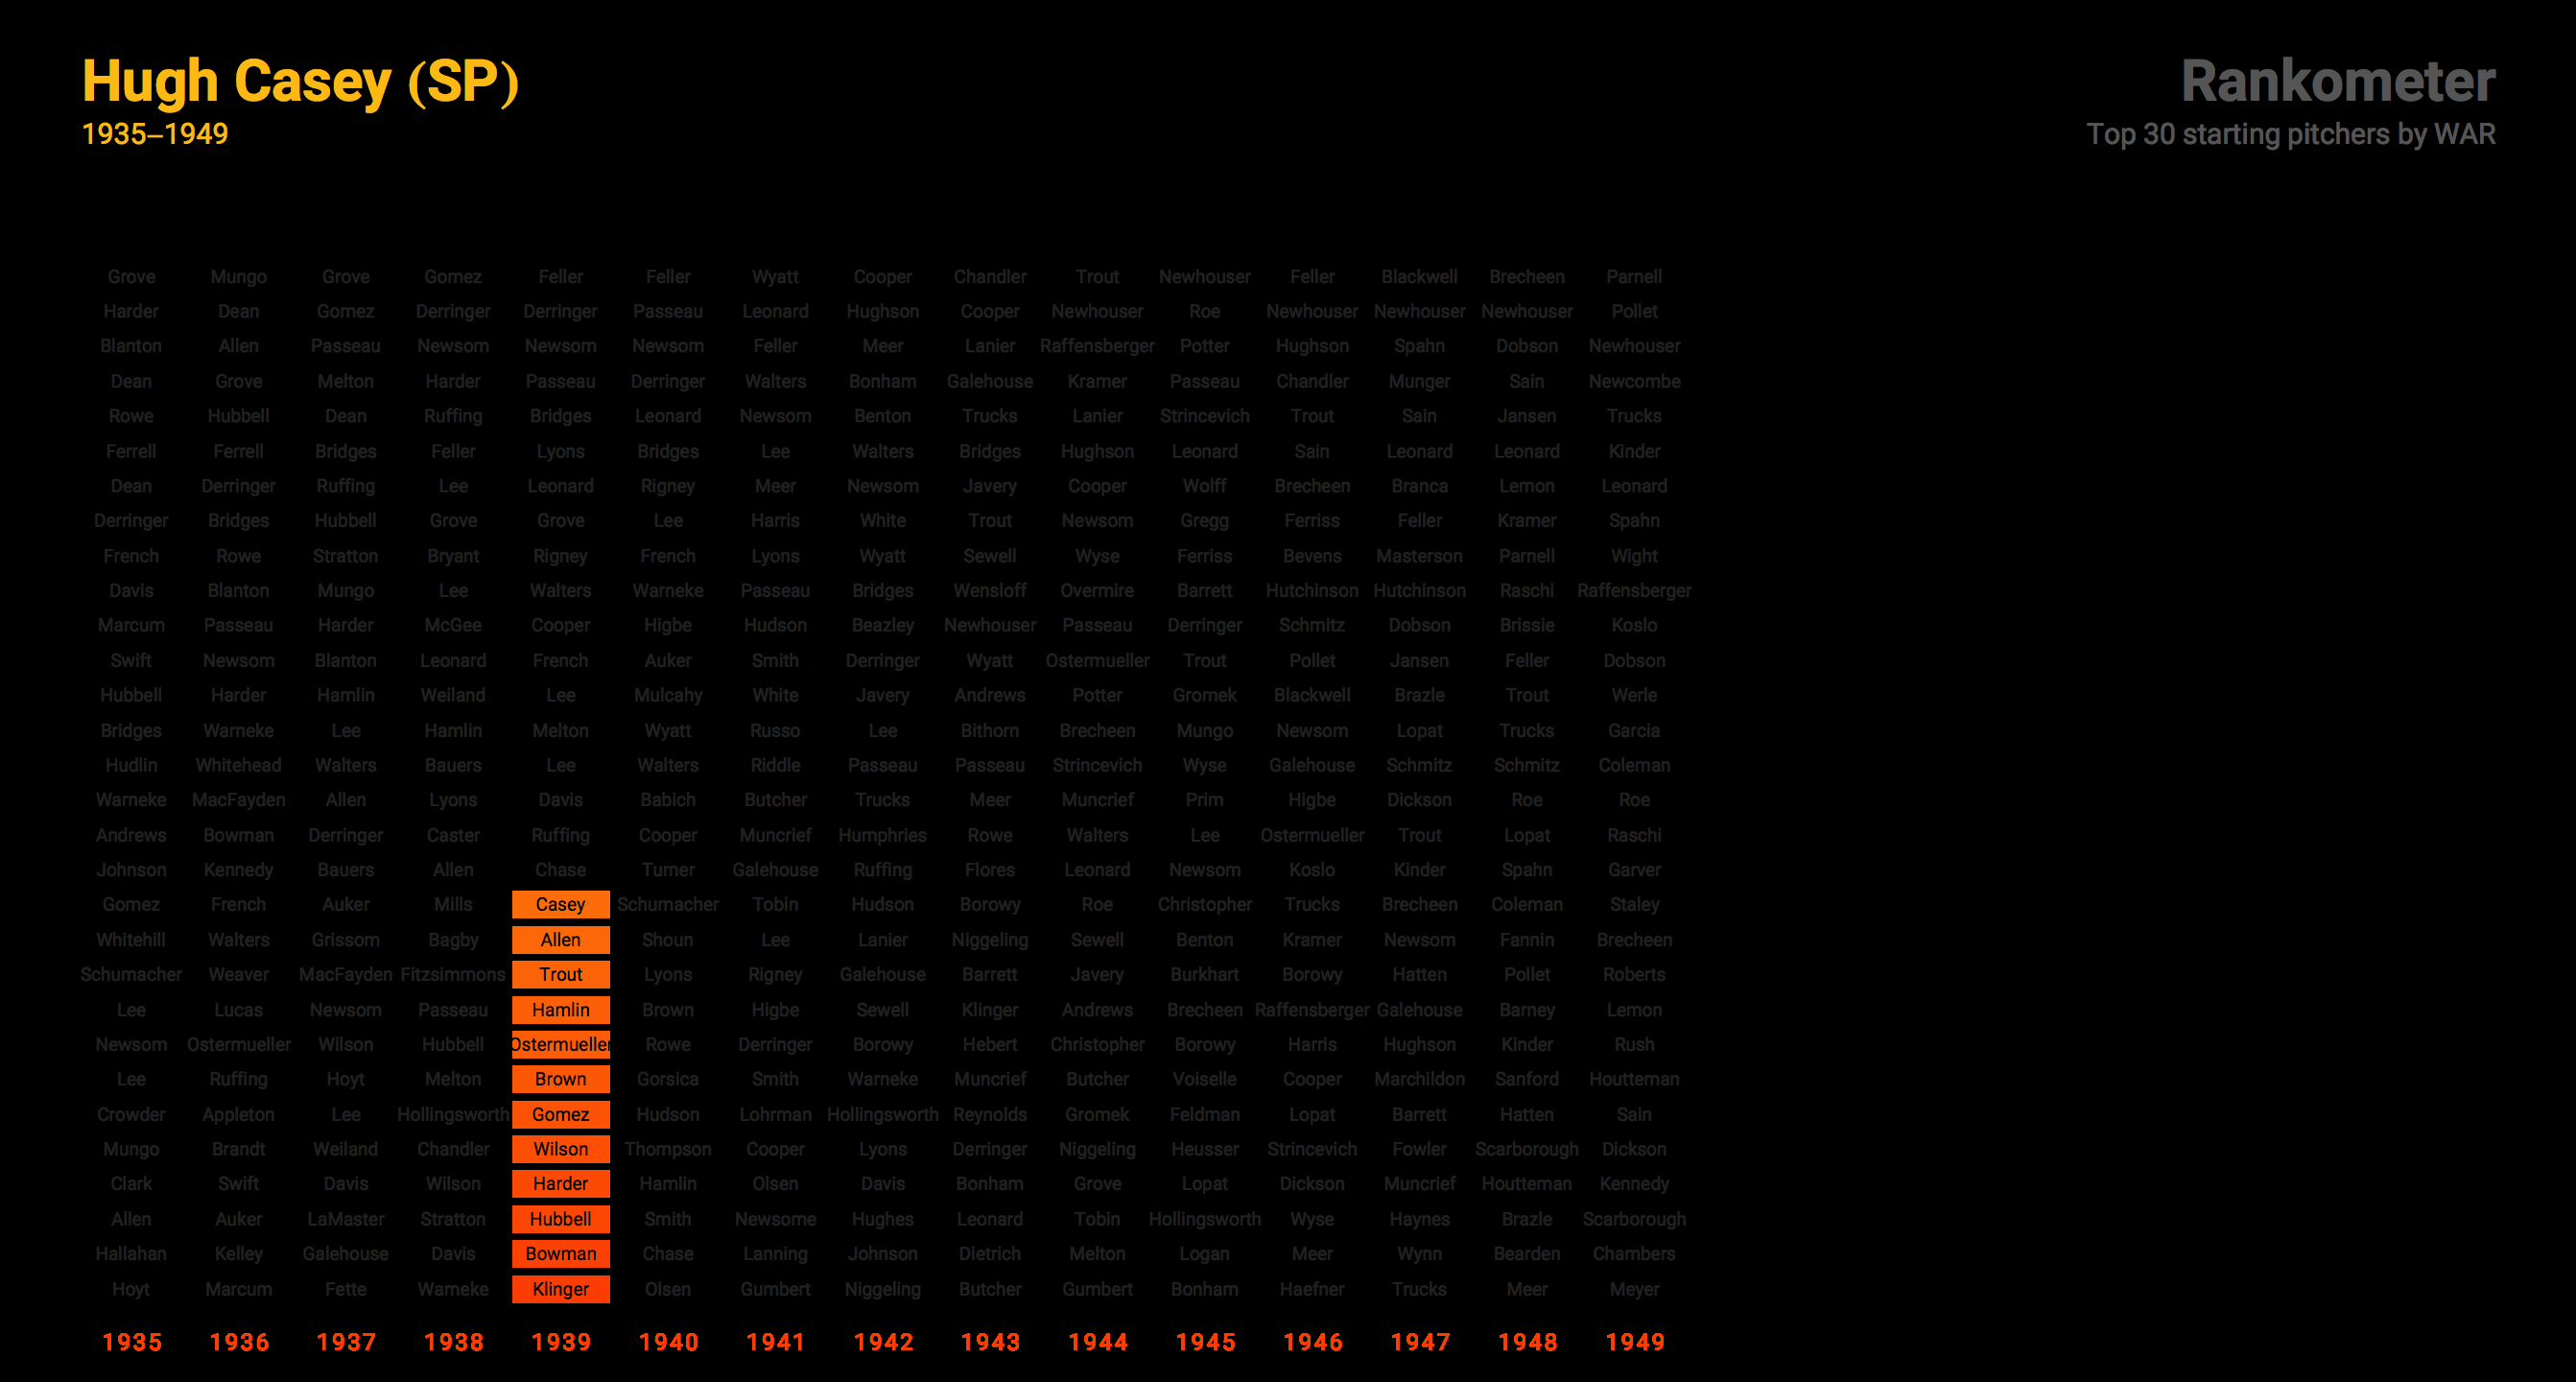 Hugh Casey (SP)
1935–1949
Rankometer
Top 30 starting pitchers by WAR
Grove Mungo Grove Gomez Feller Feller Wyatt Cooper Chandler Trout Newhouser Feller Blackwell Brecheen Parnell
Harder Dean Gomez Derringer Derringer Passeau Leonard Hughson Cooper Newhouser Roe Newhouser Newhouser Newhouser Pollet
Blanton Allen Passeau Newsom Newsom Newsom Feller Meer Lanier Raffensberger Potter Hughson Spahn Dobson Newhouser
Dean Grove Melton Harder Passeau Derringer Walters Bonham Galehouse Kramer Passeau Chandler Munger Sain Newcombe
Rowe Hubbell Dean Ruffing Bridges Leonard Newsom Benton Trucks Lanier Strincevich Trout Sain Jansen Trucks
Ferrell Ferrell Bridges Feller Lyons Bridges Lee Walters Bridges Hughson Leonard Sain Leonard Leonard Kinder
Dean Derringer Ruffing Lee Leonard Rigney Meer Newsom Javery Cooper Wolff Brecheen Branca Lemon Leonard
Derringer Bridges Hubbell Grove Grove Lee Harris White Trout Newsom Gregg Ferriss Feller Kramer Spahn
French Rowe Stratton Bryant Rigney French Lyons Wyatt Sewell Wyse Ferriss Bevens Masterson Parnell Wight
Davis Blanton Mungo Lee Walters Warneke Passeau Bridges Wensloff Overmire Barrett Hutchinson Hutchinson Raschi Raffensberger
Marcum Passeau Harder McGee Cooper Higbe Hudson Beazley Newhouser Passeau Derringer Schmitz Dobson Brissie Koslo
Swift Newsom Blanton Leonard French Auker Smith Derringer Wyatt Ostermueller Trout Pollet Jansen Feller Dobson
Hubbell Harder Hamlin Weiland Lee Mulcahy White Javery Andrews Potter Gromek Blackwell Brazle Trout Werle
Bridges Warneke Lee Hamlin Melton Wyatt Russo Lee Bithorn Brecheen Mungo Newsom Lopat Trucks Garcia
Hudlin Whitehead Walters Bauers Lee Walters Riddle Passeau Passeau Strincevich Wyse Galehouse Schmitz Schmitz Coleman
Warneke MacFayden Allen Lyons Davis Babich Butcher Trucks Meer Muncrief Prim Higbe Dickson Roe Roe
Andrews Bowman Derringer Caster Ruffing Cooper Muncrief Humphries Rowe Walters Lee Ostermueller Trout Lopat Raschi
Johnson Kennedy Bauers Allen Chase Turner Galehouse Ruffing Flores Leonard Newsom Koslo Kinder Spahn Garver
Gomez French Auker Mills Casey Schumacher Tobin Hudson Borowy Roe Christopher Trucks Brecheen Coleman Staley
Whitehill Walters Grissom Bagby Allen Shoun Lee Lanier Niggeling Sewell Benton Kramer Newsom Fannin Brecheen
Schumacher Weaver MacFayden Fitzsimmons Trout Lyons Rigney Galehouse Barrett Javery Burkhart Borowy Hatten Pollet Roberts
Lee Lucas Newsom Passeau Hamlin Brown Higbe Sewell Klinger Andrews Brecheen Raffensberger Galehouse Barney Lemon
Newsom Ostermueller Wilson Hubbell Ostermueller Rowe Derringer Borowy Hebert Christopher Borowy Harris Hughson Kinder Rush
Lee Ruffing Hoyt Melton Brown Gorsica Smith Warneke Muncrief Butcher Voiselle Cooper Marchildon Sanford Houtteman
Crowder Appleton Lee Hollingsworth Gomez Hudson Lohrman Hollingsworth Reynolds Gromek Feldman Lopat Barrett Hatten Sain
Mungo Brandt Weiland Chandler Wilson Thompson Cooper Lyons Derringer Niggeling Heusser Strincevich Fowler Scarborough Dickson
Clark Swift Davis Wilson Harder Hamlin Olsen Davis Bonham Grove Lopat Dickson Muncrief Houtteman Kennedy
Allen Auker LaMaster Stratton Hubbell Smith Newsome Hughes Leonard Tobin Hollingsworth Wyse Haynes Brazle Scarborough
Hallahan Kelley Galehouse Davis Bowman Chase Lanning Johnson Dietrich Melton Logan Meer Wynn Bearden Chambers
Hoyt Marcum Fette Warneke Klinger Olsen Gumbert Niggeling Butcher Gumbert Bonham Haefner Trucks Meer Meyer
1935 1936 1937 1938 1939 1940 1941 1942 1943 1944 1945 1946 1947 1948 1949